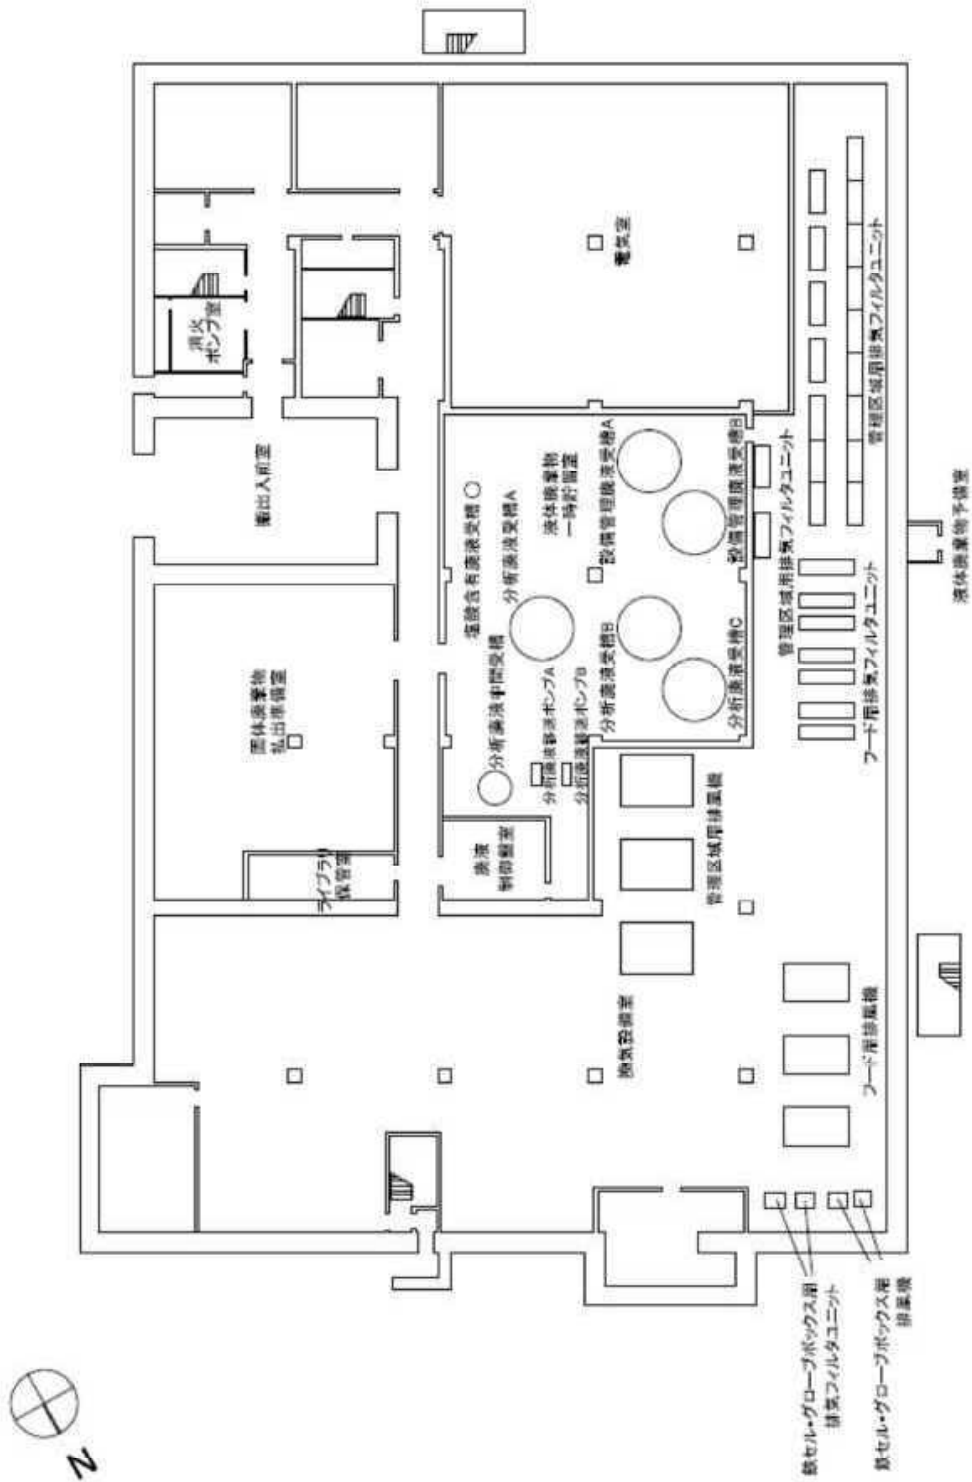 消火
ポンプ室
搬出入前室
電気室
固体廃棄物
払出準備室
ライブラリ
保管室
塩酸含有廃液受槽
分析廃液受槽A
液体廃棄物
一時貯留室
設備管理廃液受槽A
設備管理廃液受槽B
分析廃液中間受槽
分析廃液移送ポンプA
分析廃液移送ポンプB
分析廃液受槽B
分析廃液受槽C
廃液
制御盤室
管理区域用排気フィルタユニット
管理区域用排気フィルタユニット
フード用排気フィルタユニット
液体廃棄物予備室
管理区域用排風機
換気設備室
フード用排風機
鉄セル・グローブボックス用
排気フィルタユニット
鉄セル・グローブボックス用
排風機
N